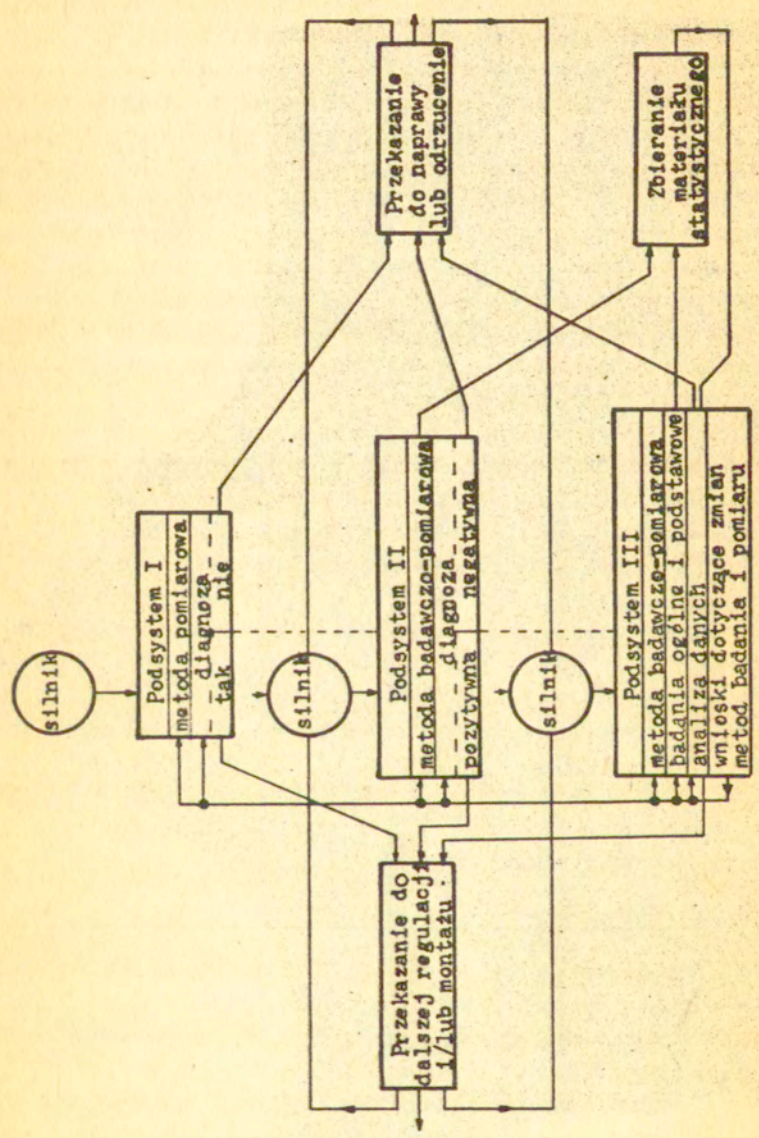 silnik
Podsystem I
metoda pomiarowa
diagnoza
tak nie
silnik
Podsystem II
metoda badawczo-pomiarowa
diagnoza
pozytywna negatywna
silnik
Podsystem III
metoda badawczo-pomiarowa
badania ogólne i podstawowe
analiza danych
wnioski dotyczące zmian
metod badania i pomiaru
Przekazanie do
dalszej regulacji
i/lub montażu .
Przekazanie
do naprawy
lub odrzucenie
Zbieranie
materiału
statystycznego